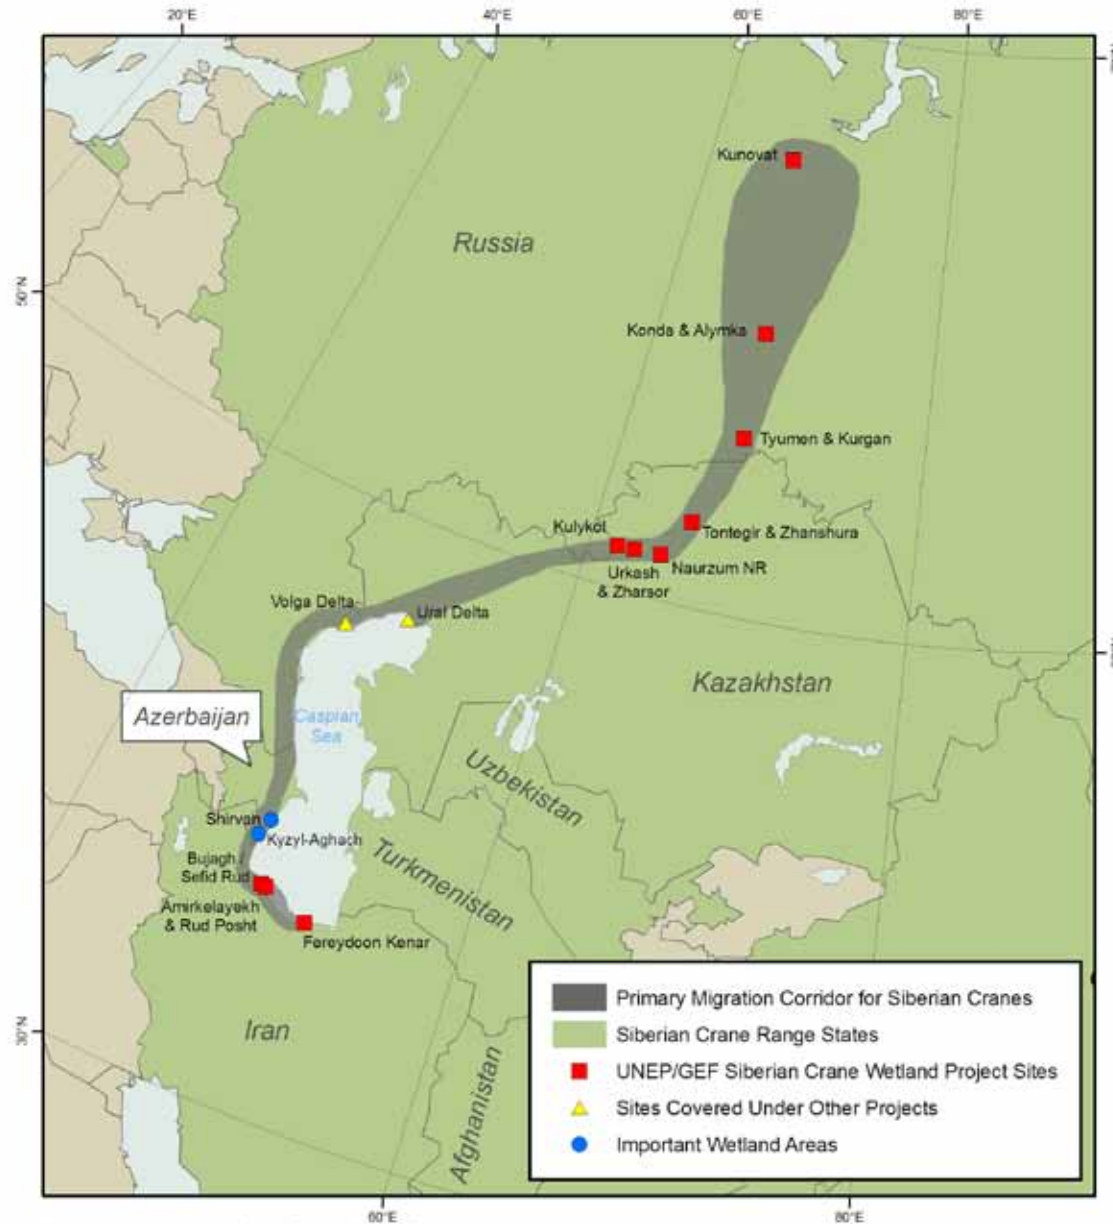 20°E
40°E
60°E
80°E
50°N
30°N
Kunovat
Russia
Konda & Alymka
Tyumen & Kurgan
Kulykol
Tontegir & Zhanshura
Urkash
& Zharsor
Naurzum NR
Volga Delta
Ural Delta
Kazakhstan
Azerbaijan
Caspian
Sea
Uzbekistan
Shirvan
Kyzyl-Aghach
Bujagh /
Sefid Rud
Turkmenistan
Amirkelayekh
& Rud Posht
Fereydoon Kenar
Iran
Afghanistan
Primary Migration Corridor for Siberian Cranes
Siberian Crane Range States
UNEP/GEF Siberian Crane Wetland Project Sites
Sites Covered Under Other Projects
Important Wetland Areas
60°E
80°E